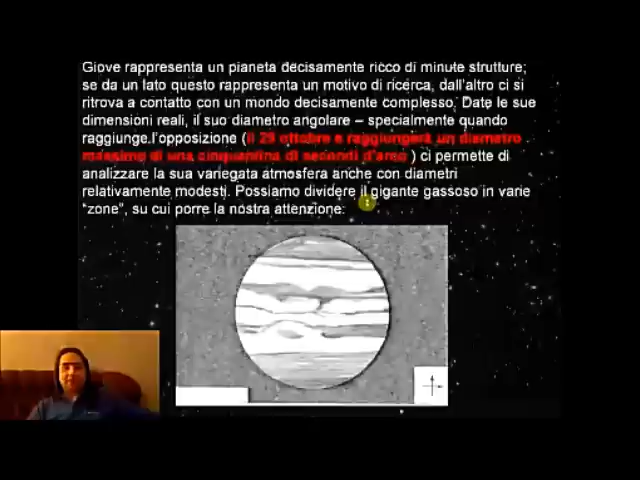 Giove rappresenta un pianeta decisamente ricco di minute strutture;
se da un lato questo rappresenta un motivo di ricerca, dall'altro ci si
ritrova a contatto con un mondo decisamente complesso. Date le sue
dimensioni reali, il suo diametro angolare – specialmente quando
raggiunge l'opposizione (il 29 ottobre e raggiungerà un diametro
massimo di una cinquantina di secondi d'arco ) ci permette di
analizzare la sua variegata atmosfera anche con diametri
relativamente modesti. Possiamo dividere il gigante gassoso in varie
“zone”, su cui porre la nostra attenzione: